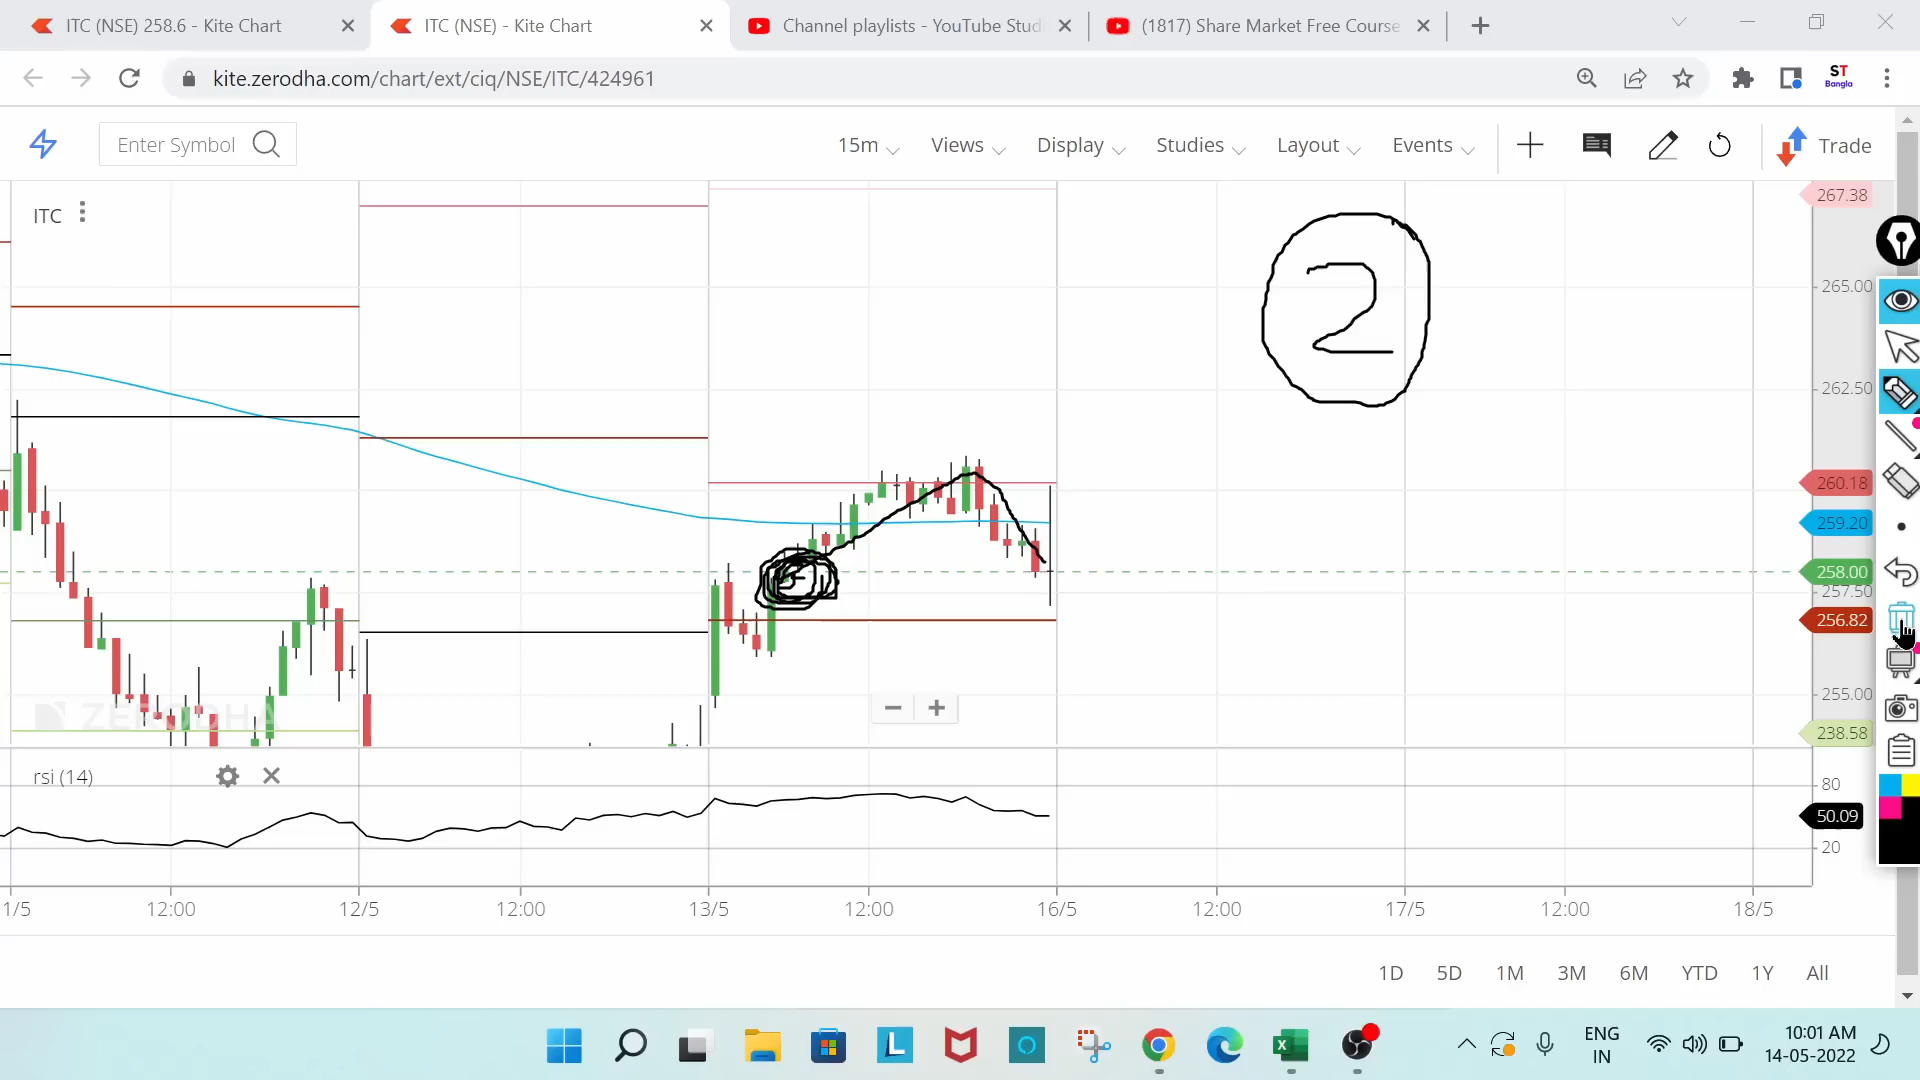 ITC (NSE) 258.6 - Kite Chart
ITC (NSE) - Kite Chart
Channel playlists - YouTube Stud
(1817) Share Market Free Course
kite.zerodha.com/chart/ext/ciq/NSE/ITC/424961
ST
Bangla
Enter Symbol
15m
Views
Display
Studies
Layout
Events
Trade
ITC
2
267.38
265.00
262.50
260.18
259.20
258.00
257.50
256.82
255.00
238.58
ZERODHA
rsi (14)
80
50.09
20
1/5
12:00
12/5
12:00
13/5
12:00
16/5
12:00
17/5
12:00
18/5
1D
5D
1M
3M
6M
YTD
1Y
All
ENG
IN
10:01 AM
14-05-2022